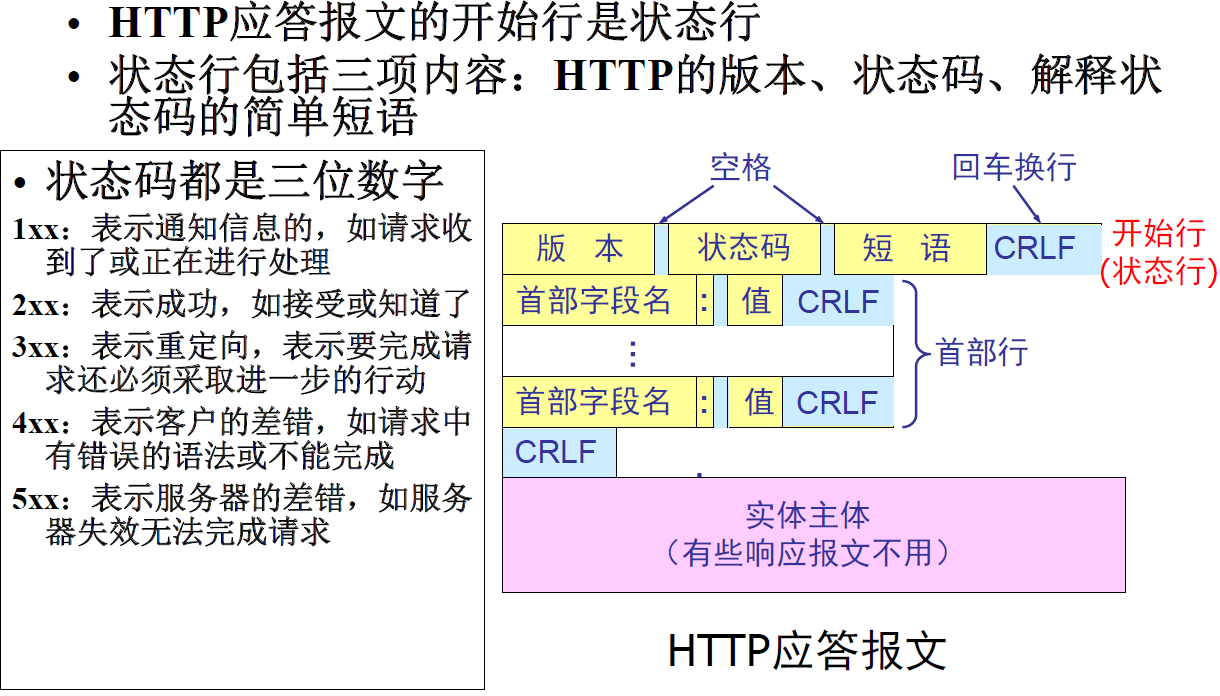 • HTTP应答报文的开始行是状态行
• 状态行包括三项内容：HTTP的版本、状态码、解释状
态码的简单短语
• 状态码都是三位数字
1xx：表示通知信息的，如请求收
到了或正在进行处理
2xx：表示成功，如接受或知道了
3xx：表示重定向，表示要完成请
求还必须采取进一步的行动
4xx：表示客户的差错，如请求中
有错误的语法或不能完成
5xx：表示服务器的差错，如服务
器失效无法完成请求
空格 回车换行
版 本 状态码 短 语 CRLF 开始行
(状态行)
首部字段名 : 值 CRLF
⋮ 首部行
首部字段名 : 值 CRLF
CRLF
实体主体
（有些响应报文不用）
HTTP应答报文